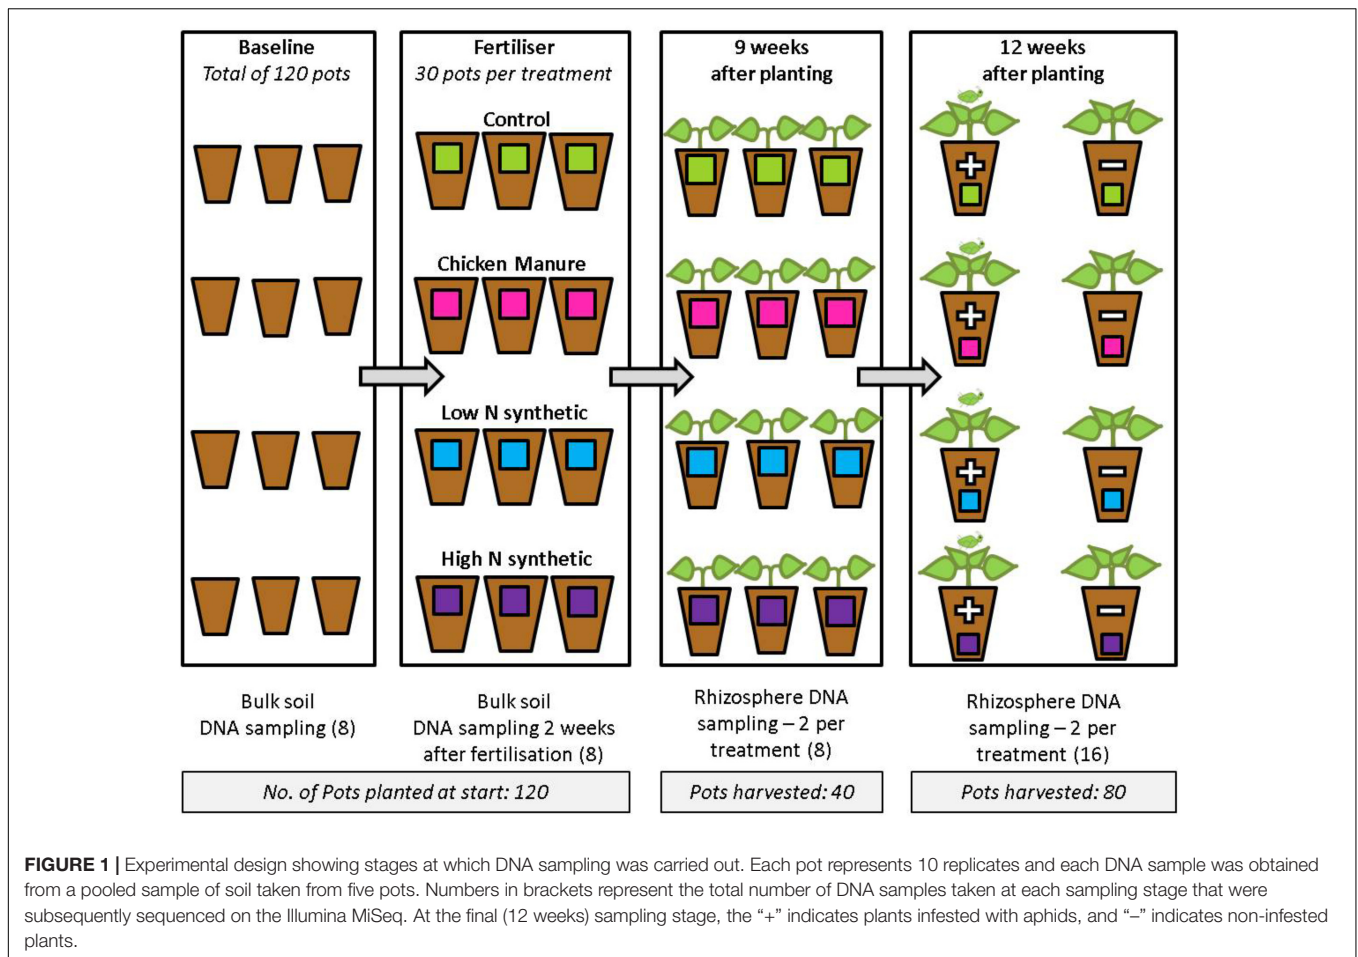 Baseline
Total of 120 pots
Fertiliser
30 pots per treatment
9 weeks
after planting
12 weeks
after planting
Control
Chicken Manure
Low N synthetic
High N synthetic
+
−
+
−
+
−
+
−
Bulk soil
DNA sampling (8)
Bulk soil
DNA sampling 2 weeks
after fertilisation (8)
Rhizosphere DNA
sampling – 2 per
treatment (8)
Rhizosphere DNA
sampling – 2 per
treatment (16)
No. of Pots planted at start: 120
Pots harvested: 40
Pots harvested: 80
FIGURE 1 | Experimental design showing stages at which DNA sampling was carried out. Each pot represents 10 replicates and each DNA sample was obtained
from a pooled sample of soil taken from five pots. Numbers in brackets represent the total number of DNA samples taken at each sampling stage that were
subsequently sequenced on the Illumina MiSeq. At the final (12 weeks) sampling stage, the “+” indicates plants infested with aphids, and “–” indicates non-infested
plants.